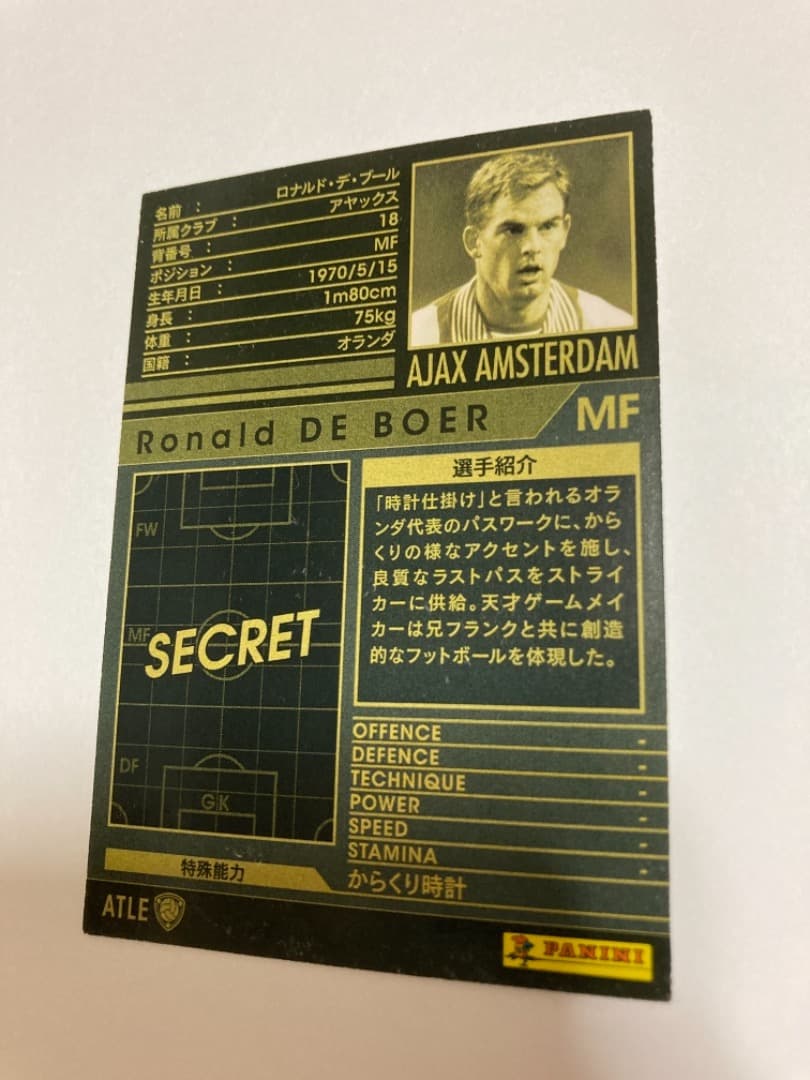 名前 : ロナルド・デ・ブール
所属クラブ : アヤックス
背番号 : 18
ポジション : MF
生年月日 : 1970/5/15
身長 : 1m80cm
体重 : 75kg
国籍 : オランダ
AJAX AMSTERDAM
Ronald DE BOER MF
FW
MF
SECRET
DF
GK
選手紹介
「時計仕掛け」と言われるオラ
ンダ代表のパスワークに、から
くりの様なアクセントを施し、
良質なラストパスをストライ
カーに供給。天才ゲームメイ
カーは兄フランクと共に創造
的なフットボールを体現した。
OFFENCE -
DEFENCE -
TECHNIQUE -
POWER -
SPEED -
STAMINA -
特殊能力 からくり時計
ATLE
PANINI